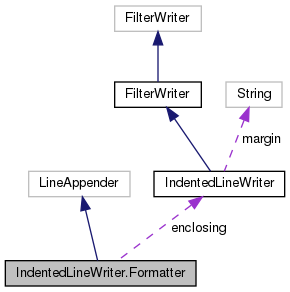 FilterWriter
FilterWriter
String
margin
LineAppender
IndentedLineWriter
enclosing
IndentedLineWriter.Formatter